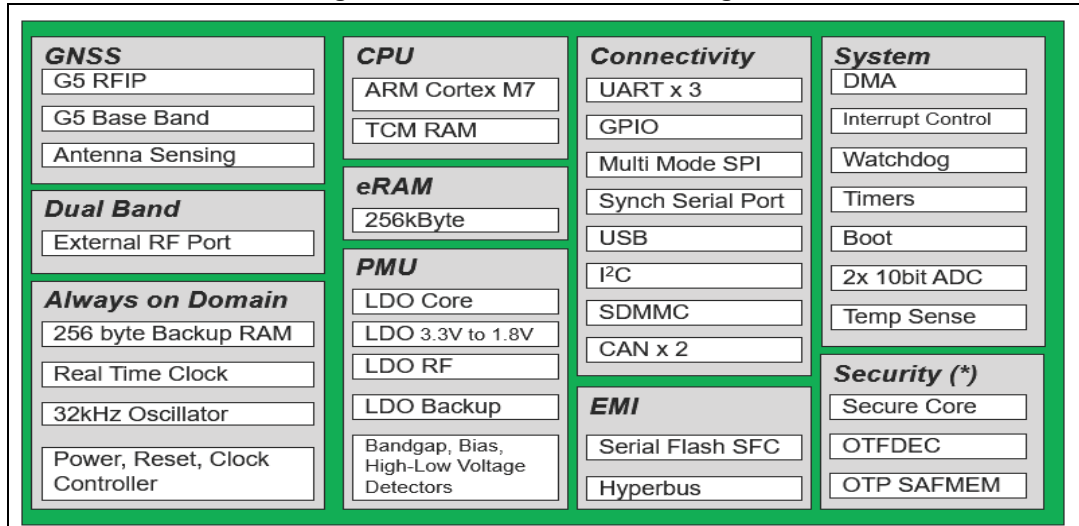 GNSS
G5 RFIP
G5 Base Band
Antenna Sensing
Dual Band
External RF Port
Always on Domain
256 byte Backup RAM
Real Time Clock
32kHz Oscillator
Power, Reset, Clock
Controller
CPU
ARM Cortex M7
TCM RAM
eRAM
256kByte
PMU
LDO Core
LDO 3.3V to 1.8V
LDO RF
LDO Backup
Bandgap, Bias,
High-Low Voltage
Detectors
Connectivity
UART x 3
GPIO
Multi Mode SPI
Synch Serial Port
USB
I²C
SDMMC
CAN x 2
EMI
Serial Flash SFC
Hyperbus
System
DMA
Interrupt Control
Watchdog
Timers
Boot
2x 10bit ADC
Temp Sense
Security (*)
Secure Core
OTFDEC
OTP SAFMEM